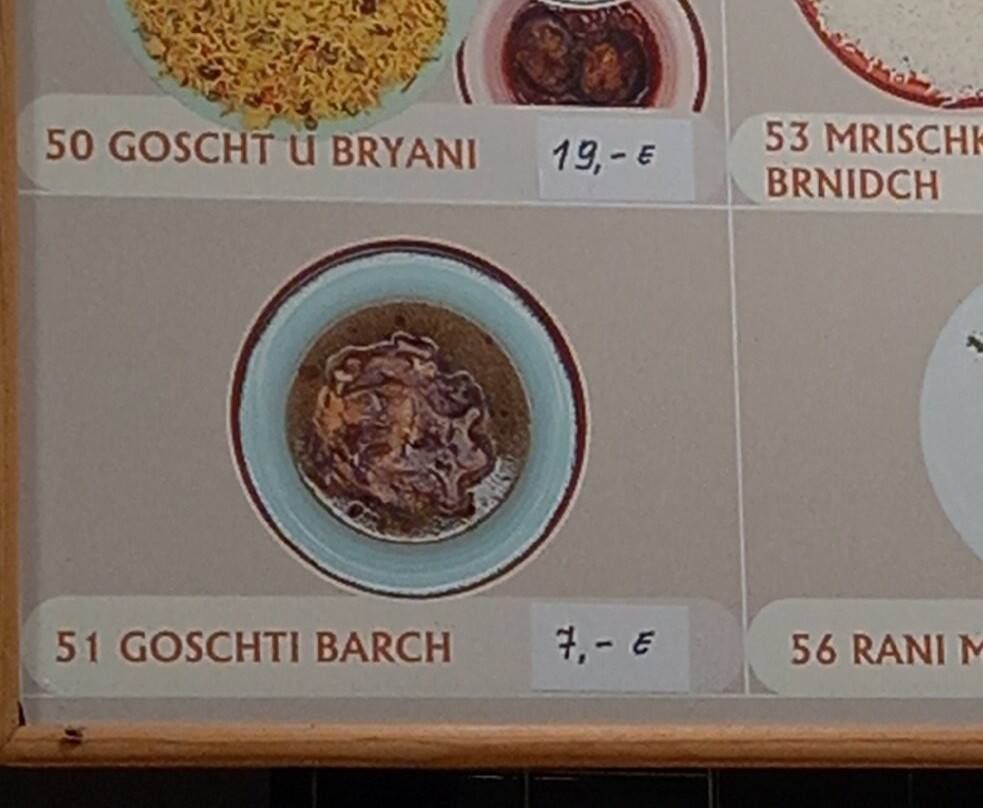 50 GOSCHT U BRYANI
19,- €
53 MRISCHK
BRNIDCH
51 GOSCHTI BARCH
7,- €
56 RANI M